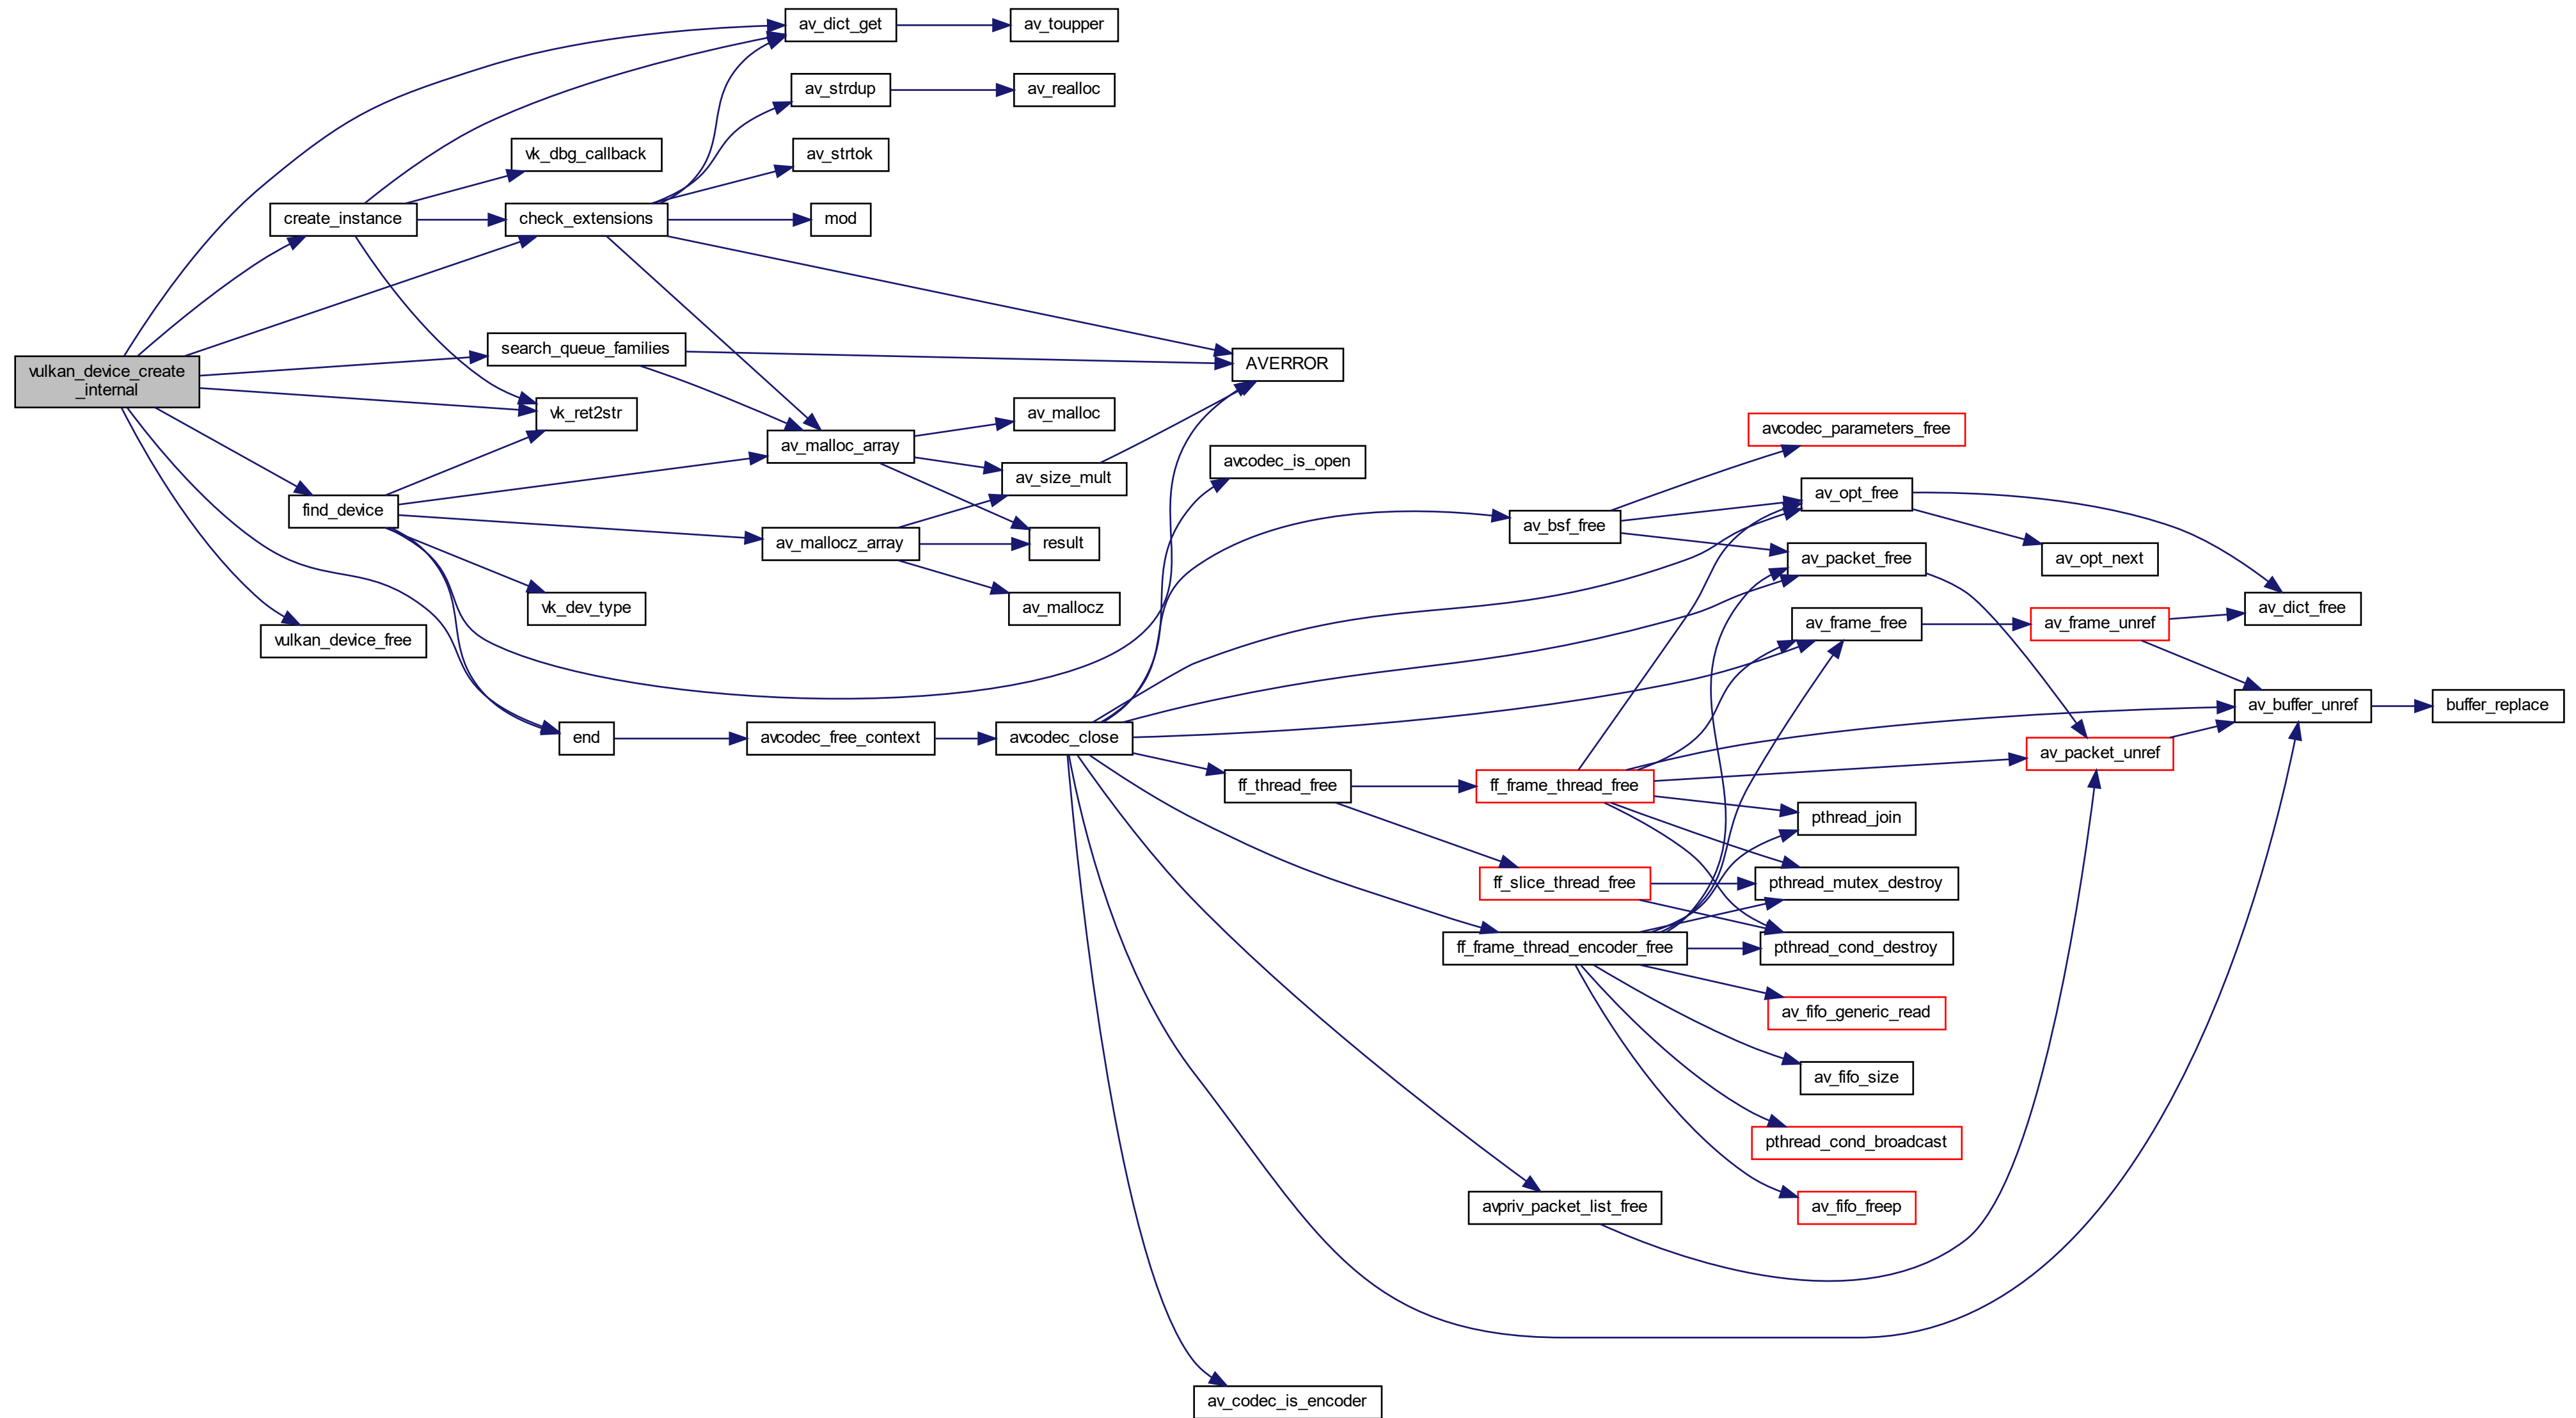 av_dict_get
av_toupper
av_strdup
av_realloc
vk_dbg_callback
av_strtok
create_instance
check_extensions
mod
search_queue_families
AVERROR
vulkan_device_create
_internal
vk_ret2str
av_malloc
avcodec_parameters_free
av_malloc_array
avcodec_is_open
av_size_mult
av_opt_free
find_device
av_bsf_free
av_mallocz_array
result
av_packet_free
av_opt_next
vk_dev_type
av_mallocz
av_dict_free
vulkan_device_free
av_frame_free
av_frame_unref
av_buffer_unref
buffer_replace
end
avcodec_free_context
avcodec_close
av_packet_unref
ff_thread_free
ff_frame_thread_free
pthread_join
ff_slice_thread_free
pthread_mutex_destroy
ff_frame_thread_encoder_free
pthread_cond_destroy
av_fifo_generic_read
av_fifo_size
pthread_cond_broadcast
avpriv_packet_list_free
av_fifo_freep
av_codec_is_encoder